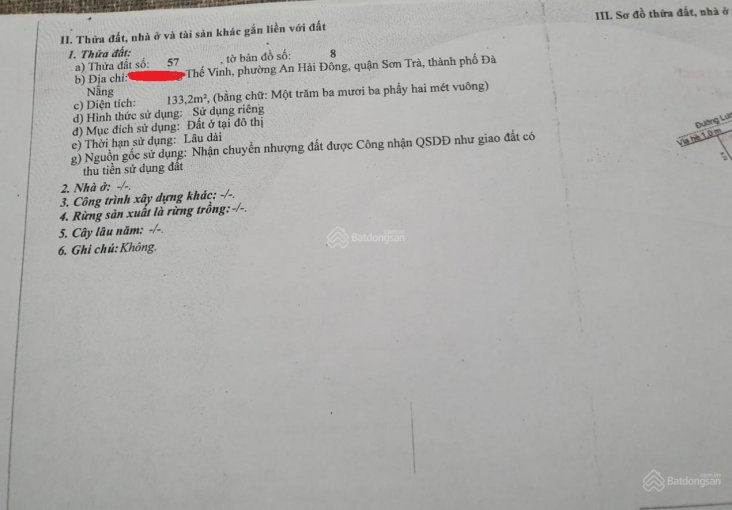 II. Thửa đất, nhà ở và tài sản khác gắn liền với đất
1. Thửa đất:
a) Thửa đất số: 57 , tờ bản đồ số: 8
b) Địa chỉ: Thế Vinh, phường An Hải Đông, quận Sơn Trà, thành phố Đà
Nẵng
c) Diện tích: 133,2m², (bằng chữ: Một trăm ba mươi ba phẩy hai mét vuông)
d) Hình thức sử dụng: Sử dụng riêng
đ) Mục đích sử dụng: Đất ở tại đô thị
e) Thời hạn sử dụng: Lâu dài
g) Nguồn gốc sử dụng: Nhận chuyển nhượng đất được Công nhận QSDĐ như giao đất có
thu tiền sử dụng đất
2. Nhà ở: -/-.
3. Công trình xây dựng khác: -/-.
4. Rừng sản xuất là rừng trồng: -/-.
5. Cây lâu năm: -/-.
6. Ghi chú: Không.
III. Sơ đồ thửa đất, nhà ở
Đường
Vỉa hè 1,0 m
Batdongsan
.com.vn
Batdongsan
.com.vn